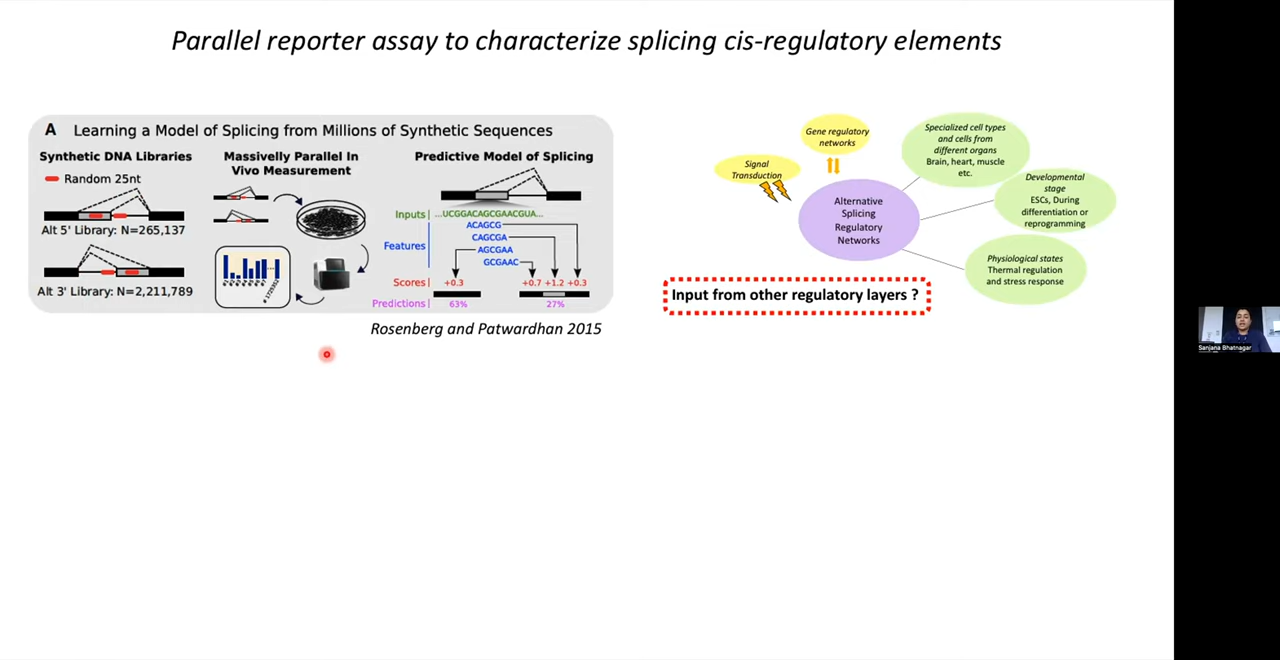 Parallel reporter assay to characterize splicing cis-regulatory elements
A Learning a Model of Splicing from Millions of Synthetic Sequences
Synthetic DNA Libraries
Random 25nt
Alt 5' Library: N=265,137
Alt 3' Library: N=2,211,789
Massivelly Parallel In
Vivo Measurement
Predictive Model of Splicing
Inputs
...UCGGACAGCGAACGUA...
Features
ACAGCG
CAGCGA
AGCGAA
GCGAAC
Scores
+0.3
+0.7 +1.2 +0.3
Predictions
63%
27%
Rosenberg and Patwardhan 2015
Gene regulatory
networks
Signal
Transduction
Alternative
Splicing
Regulatory
Networks
Specialized cell types
and cells from
different organs
Brain, heart, muscle
etc.
Developmental
stage
ESCs, During
differentiation or
reprogramming
Physiological states
Thermal regulation
and stress response
Input from other regulatory layers ?
Sanjana Bhatnagar